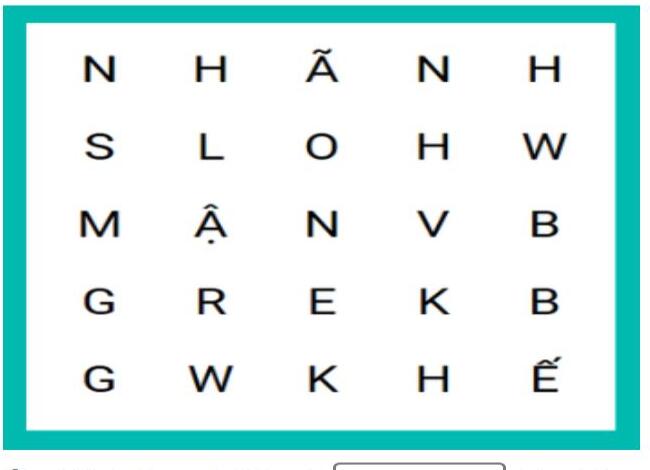 N H Ã N H
S L O H W
M Ậ N V B
G R E K B
G W K H Ế